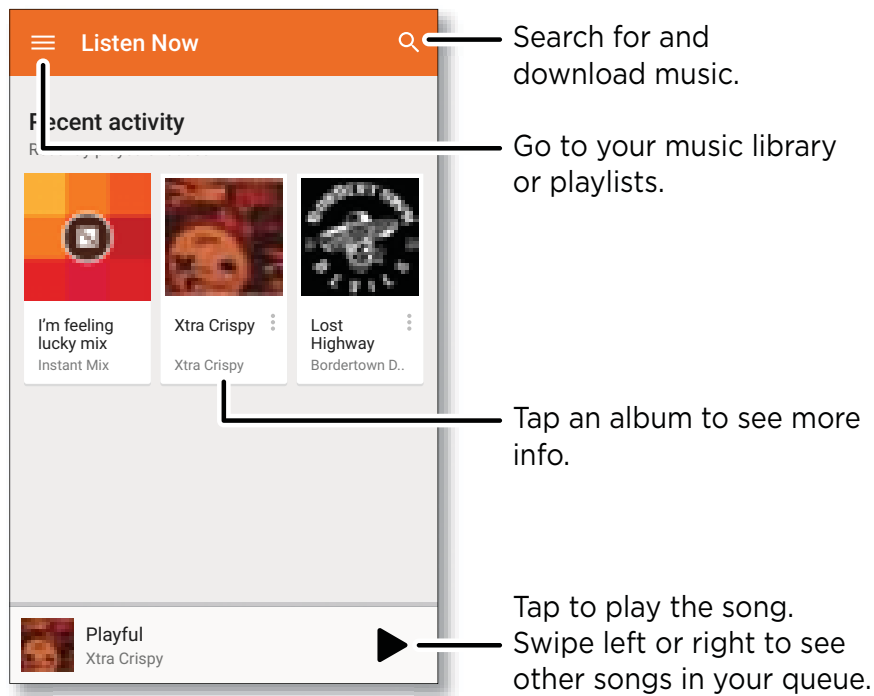 Listen Now
Search for and
download music.
Recent activity
Go to your music library
or playlists.
BORDERTOWN
DEVILS
I'm feeling
lucky mix
Instant Mix
Xtra Crispy
Xtra Crispy
Lost
Highway
Bordertown D..
Tap an album to see more
info.
Playful
Xtra Crispy
Tap to play the song.
Swipe left or right to see
other songs in your queue.